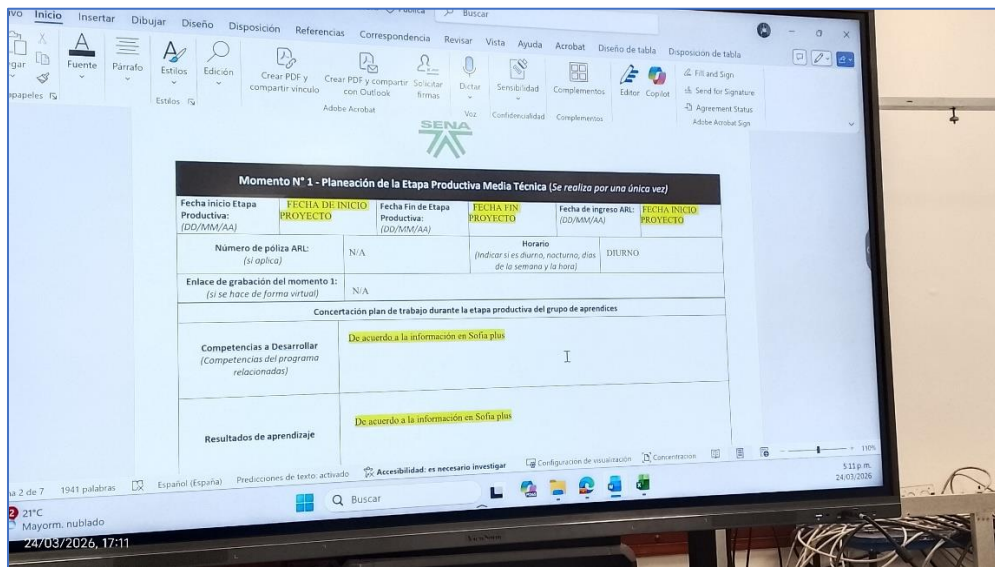 Inicio Insertar Dibujar Diseño Disposición Referencias Correspondencia Revisar Vista Ayuda Acrobat Diseño de tabla Disposición de tabla
Buscar
Fuente Párrafo Estilos Edición Crear PDF y compartir vínculo Crear PDF y compartir con Outlook Solicitar firmas Dictar Sensibilidad Complementos Editor Copilot
Fill and Sign
Send for Signature
Agreement Status
Estilos Adobe Acrobat Voz Confidencialidad Complementos Adobe Acrobat Sign
SENA
Momento N° 1 - Planeación de la Etapa Productiva Media Técnica (Se realiza por una única vez)
Fecha inicio Etapa Productiva: (DD/MM/AA)
FECHA DE INICIO PROYECTO
Fecha Fin de Etapa Productiva: (DD/MM/AA)
FECHA FIN PROYECTO
Fecha de ingreso ARL: (DD/MM/AA)
FECHA INICIO PROYECTO
Número de póliza ARL:
(si aplica)
N/A
Horario
(Indicar si es diurno, nocturno, días
de la semana y la hora)
DIURNO
Enlace de grabación del momento 1:
(si se hace de forma virtual)
N/A
Concertación plan de trabajo durante la etapa productiva del grupo de aprendices
Competencias a Desarrollar
(Competencias del programa
relacionadas)
De acuerdo a la información en Sofia plus
Resultados de aprendizaje
De acuerdo a la información en Sofia plus
2 de 7 1941 palabras Español (España) Predicciones de texto: activado Accesibilidad: es necesario investigar Configuración de visualización Concentración 110%
21°C
Mayorm. nublado
Buscar
5:11 p.m.
24/03/2026
24/03/2026, 17:11
ViewSonic